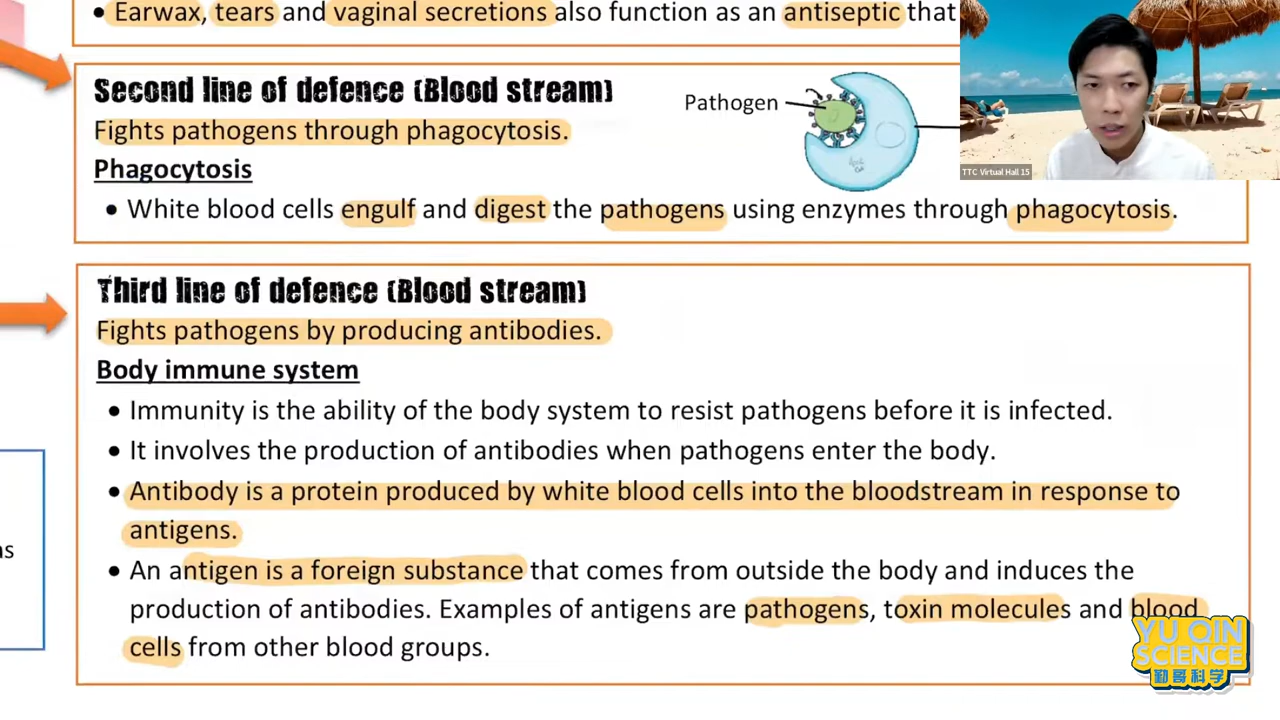 • Earwax, tears and vaginal secretions also function as an antiseptic that
Second line of defence (Blood stream)
Fights pathogens through phagocytosis.
Phagocytosis
Pathogen
• White blood cells engulf and digest the pathogens using enzymes through phagocytosis.
TTC Virtual Hall 15
Third line of defence (Blood stream)
Fights pathogens by producing antibodies.
Body immune system
• Immunity is the ability of the body system to resist pathogens before it is infected.
• It involves the production of antibodies when pathogens enter the body.
• Antibody is a protein produced by white blood cells into the bloodstream in response to
antigens.
• An antigen is a foreign substance that comes from outside the body and induces the
production of antibodies. Examples of antigens are pathogens, toxin molecules and blood
cells from other blood groups.
YU QIN
SCIENCE
勤哥科学